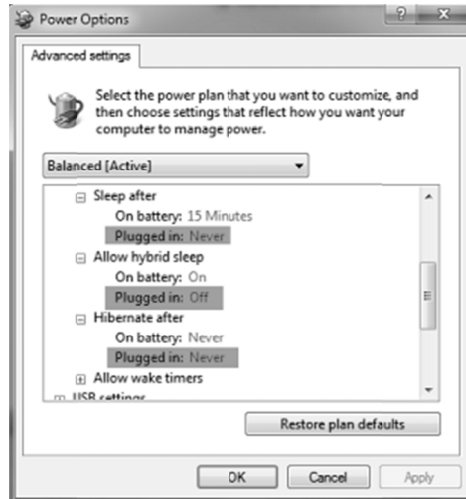 Power Options
Advanced settings
Select the power plan that you want to customize, and
then choose settings that reflect how you want your
computer to manage power.
Balanced [Active]
Sleep after
On battery: 15 Minutes
Plugged in: Never
Allow hybrid sleep
On battery: On
Plugged in: Off
Hibernate after
On battery: Never
Plugged in: Never
Allow wake timers
USB settings
Restore plan defaults
OK Cancel Apply